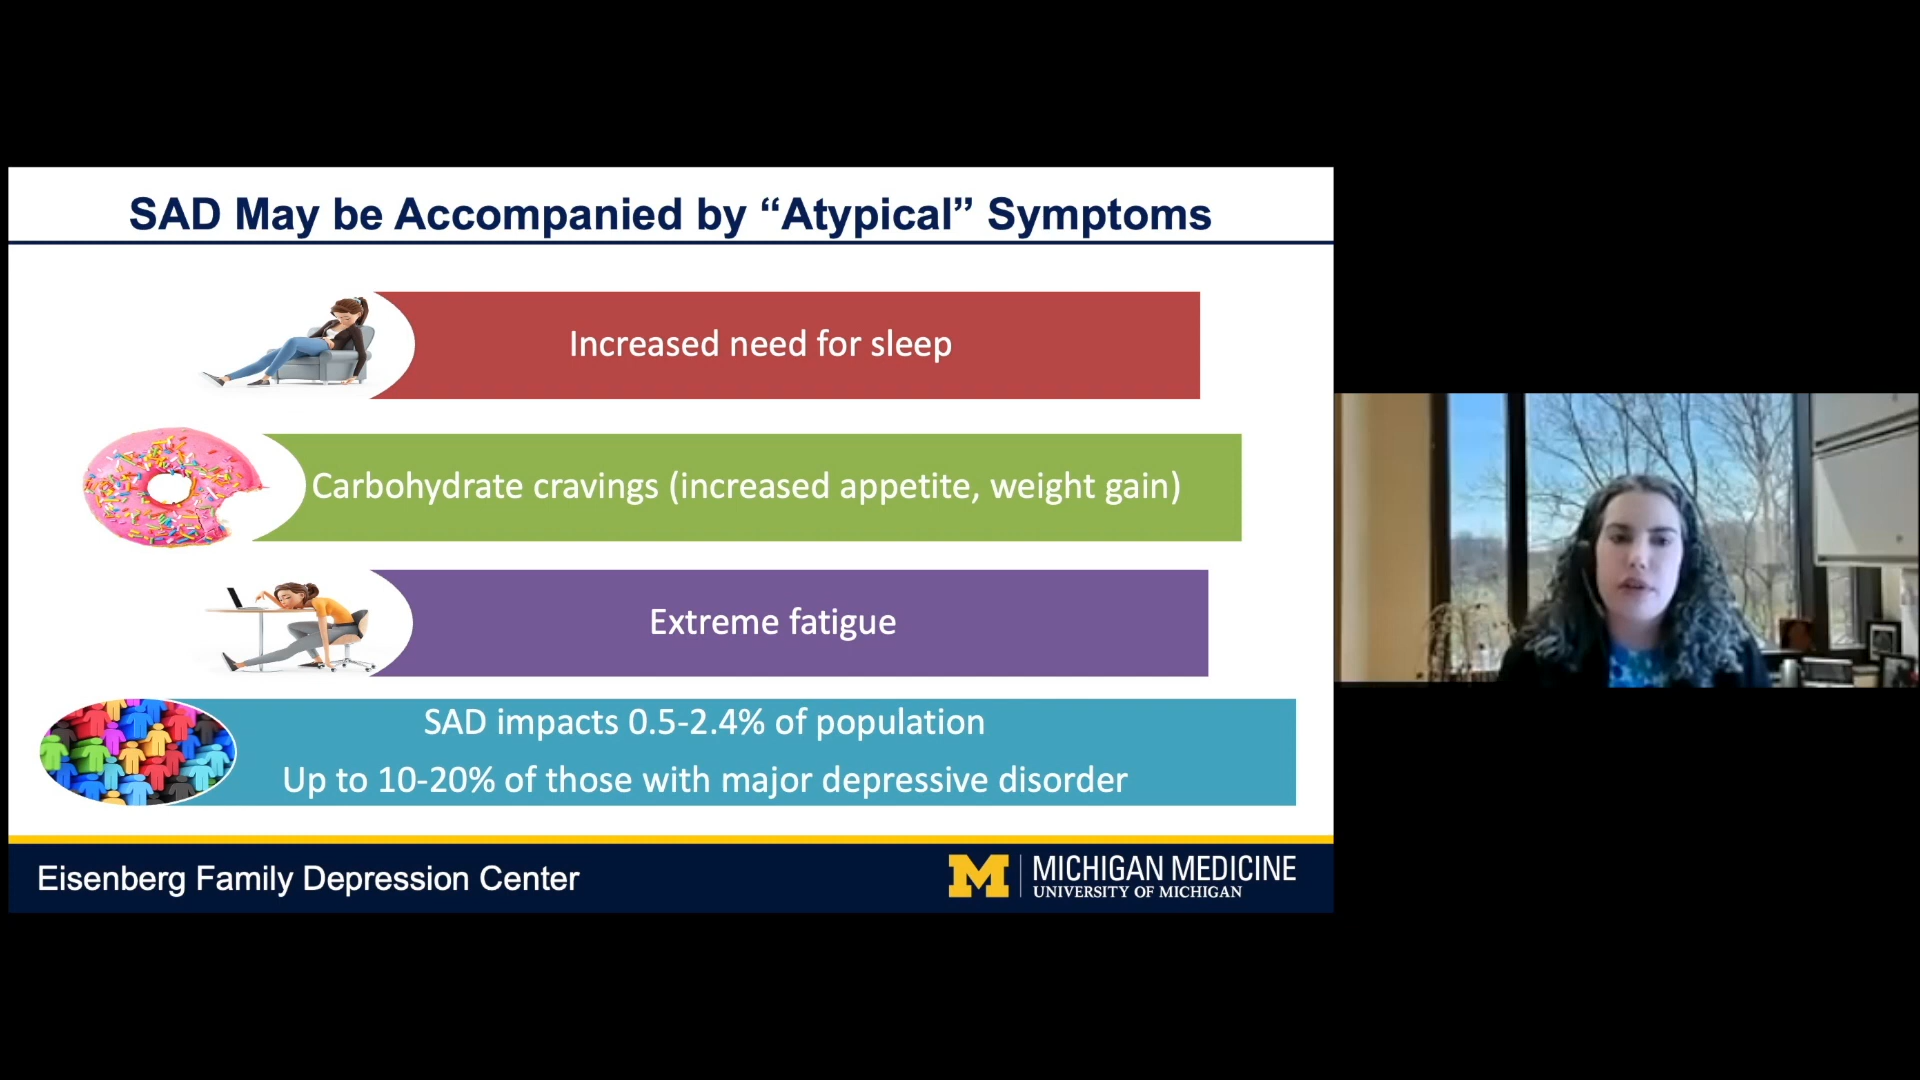 SAD May be Accompanied by “Atypical” Symptoms
Increased need for sleep
Carbohydrate cravings (increased appetite, weight gain)
Extreme fatigue
SAD impacts 0.5-2.4% of population
Up to 10-20% of those with major depressive disorder
Eisenberg Family Depression Center
M
MICHIGAN MEDICINE
UNIVERSITY OF MICHIGAN